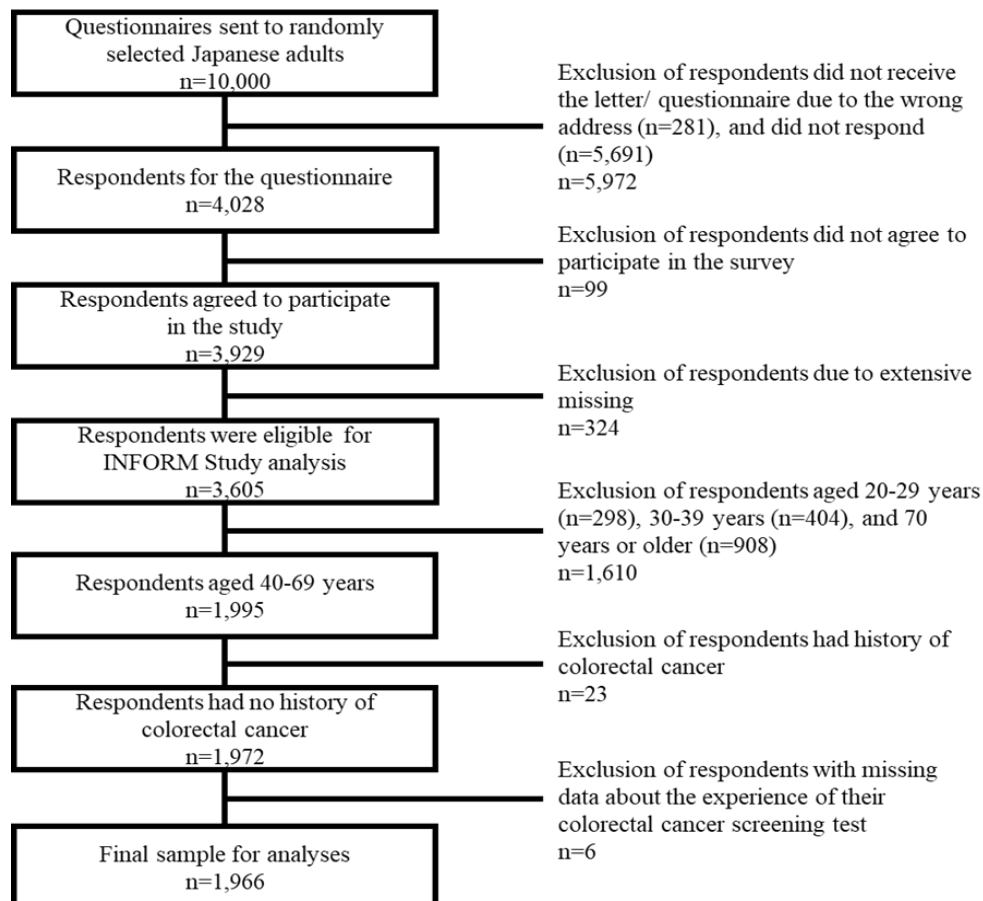 Questionnaires sent to randomly
selected Japanese adults
n=10,000
Exclusion of respondents did not receive
the letter/ questionnaire due to the wrong
address (n=281), and did not respond
(n=5,691)
n=5,972
Respondents for the questionnaire
n=4,028
Exclusion of respondents did not agree to
participate in the survey
n=99
Respondents agreed to participate
in the study
n=3,929
Exclusion of respondents due to extensive
missing
n=324
Respondents were eligible for
INFORM Study analysis
n=3,605
Exclusion of respondents aged 20-29 years
(n=298), 30-39 years (n=404), and 70
years or older (n=908)
n=1,610
Respondents aged 40-69 years
n=1,995
Exclusion of respondents had history of
colorectal cancer
n=23
Respondents had no history of
colorectal cancer
n=1,972
Exclusion of respondents with missing
data about the experience of their
colorectal cancer screening test
n=6
Final sample for analyses
n=1,966